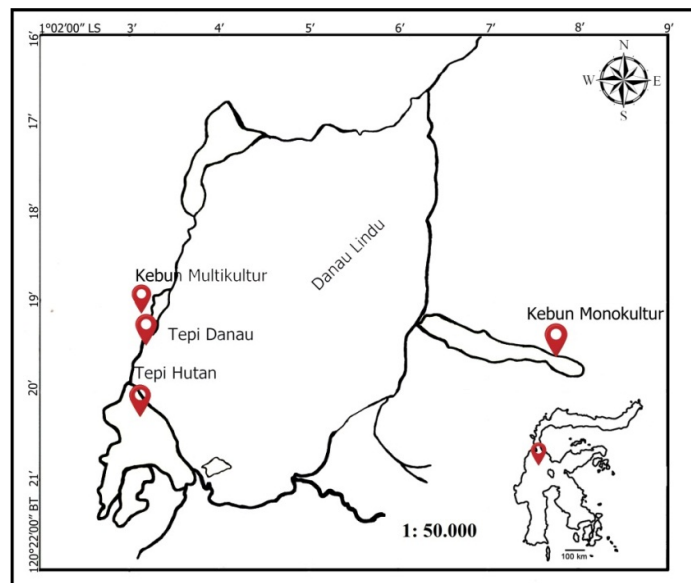 1°02'00" LS 3' 4' 5' 6' 7' 8' 9'
16'
N
W E
S
17'
18'
Danau Lindu
Kebun Multikultur
19'
Kebun Monokultur
Tepi Danau
Tepi Hutan
20'
21'
1: 50.000
100 km
120°22'00" BT